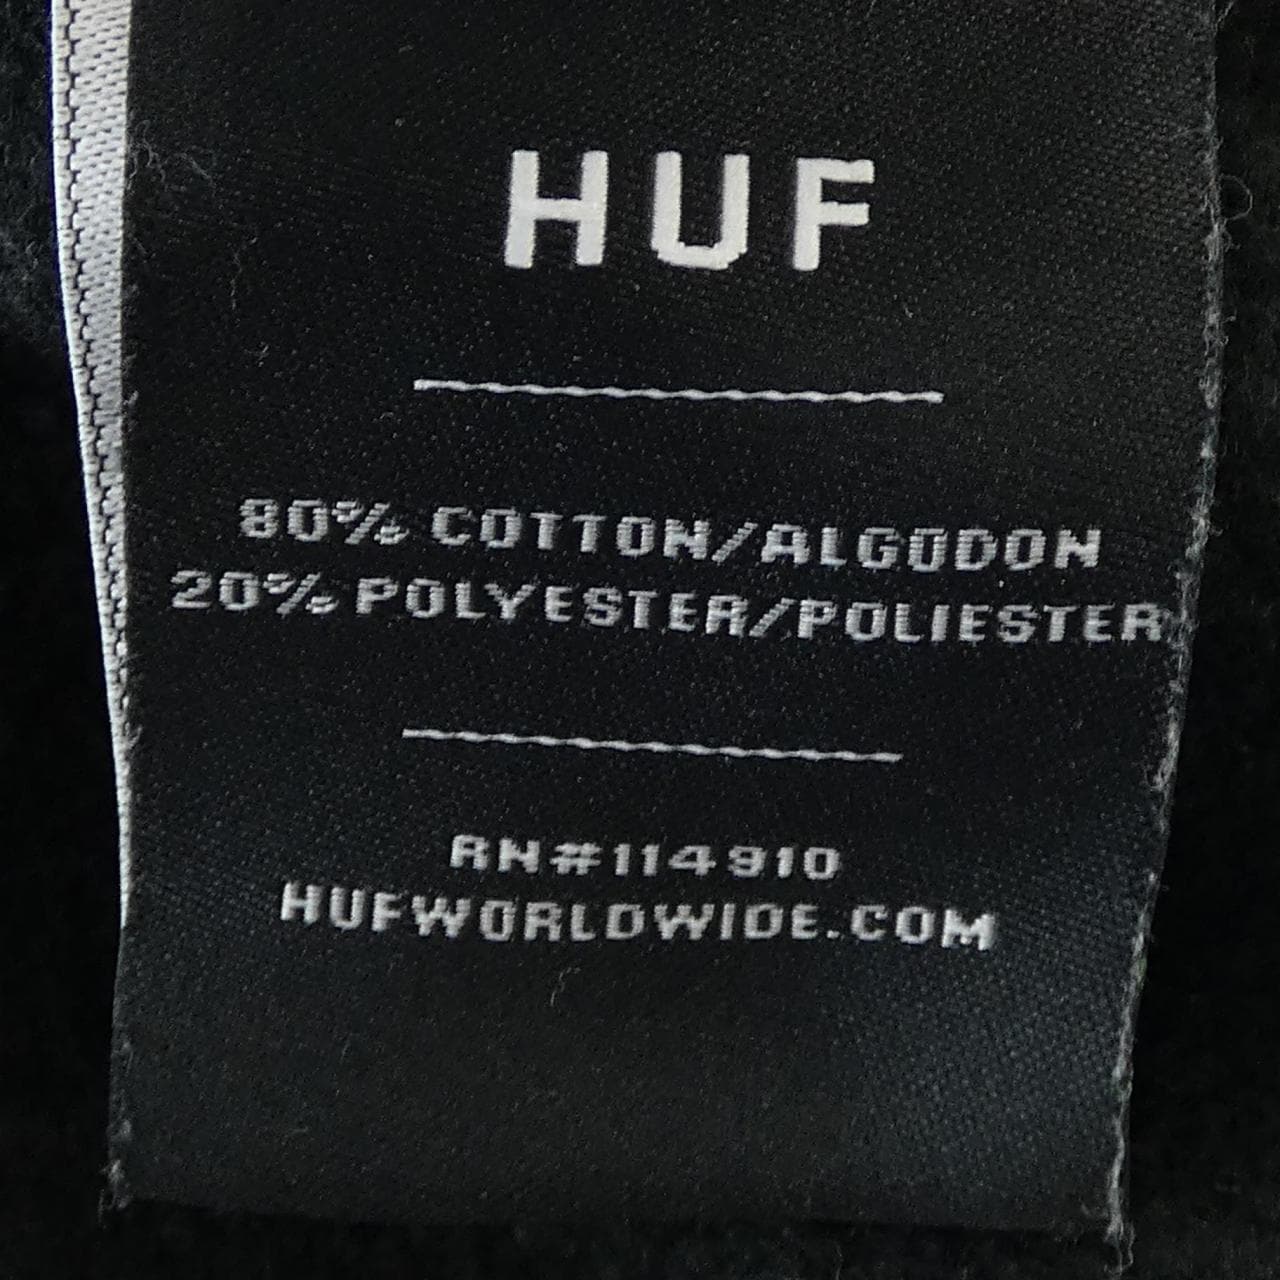 HUF
80% COTTON/ALGODON
20% POLYESTER/POLIESTER
RN#114910
HUFWORLDWIDE.COM